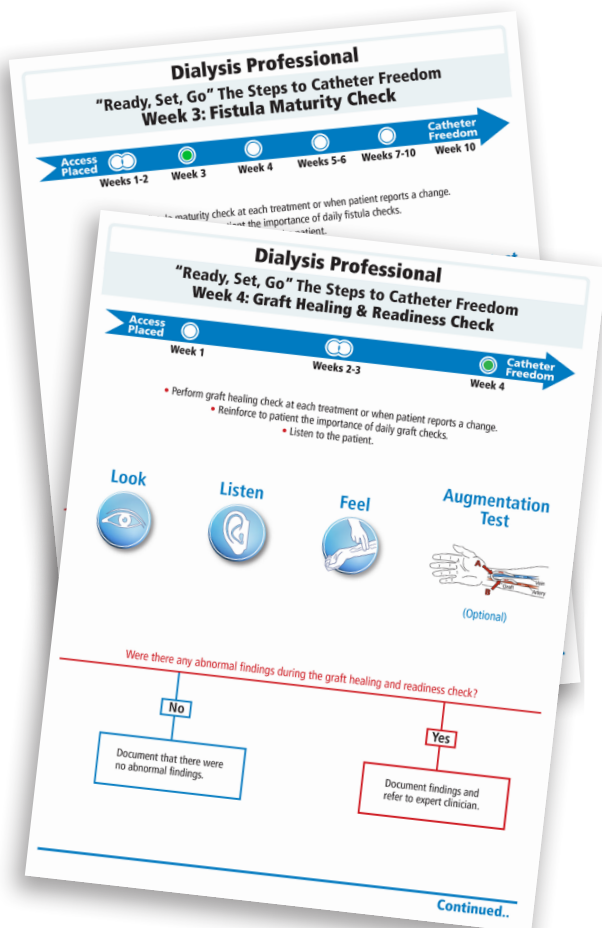 Dialysis Professional
"Ready, Set, Go" The Steps to Catheter Freedom
Week 3: Fistula Maturity Check
Access
Placed
Catheter
Freedom
Weeks 1-2
Week 3
Week 4
Weeks 5-6
Weeks 7-10
Week 10
maturity check at each treatment or when patient reports a change.
the importance of daily fistula checks.
Dialysis Professional
"Ready, Set, Go" The Steps to Catheter Freedom
Week 4: Graft Healing & Readiness Check
Access
Placed
Catheter
Freedom
Week 1
Weeks 2-3
Week 4
• Perform graft healing check at each treatment or when patient reports a change.
• Reinforce to patient the importance of daily graft checks.
• Listen to the patient.
Look
Listen
Feel
Augmentation
Test
A
B
Graft
Artery
(Optional)
Were there any abnormal findings during the graft healing and readiness check?
No
Yes
Document that there were
no abnormal findings.
Document findings and
refer to expert clinician.
Continued..